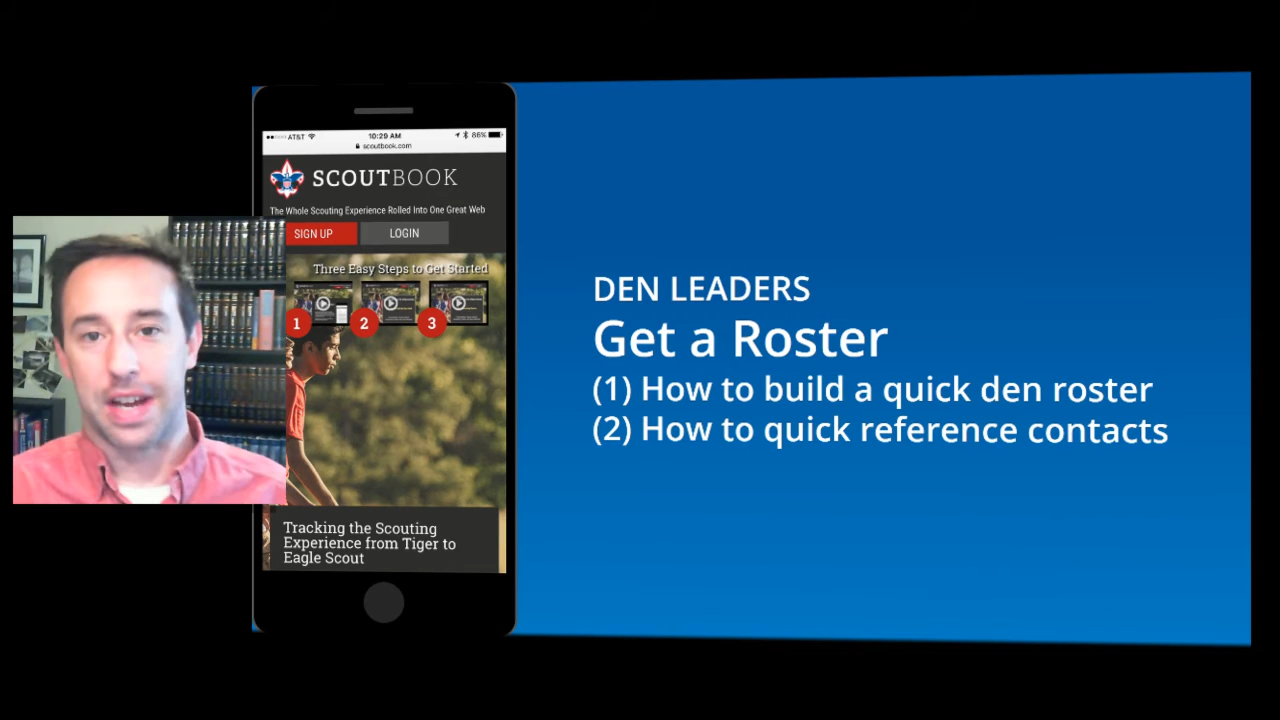 AT&T
10:29 AM
86%
scoutbook.com
SCOUTBOOK
The Whole Scouting Experience Rolled Into One Great Web
SIGN UP
LOGIN
Three Easy Steps to Get Started
1
2
3
Tracking the Scouting
Experience from Tiger to
Eagle Scout
DEN LEADERS
Get a Roster
(1) How to build a quick den roster
(2) How to quick reference contacts